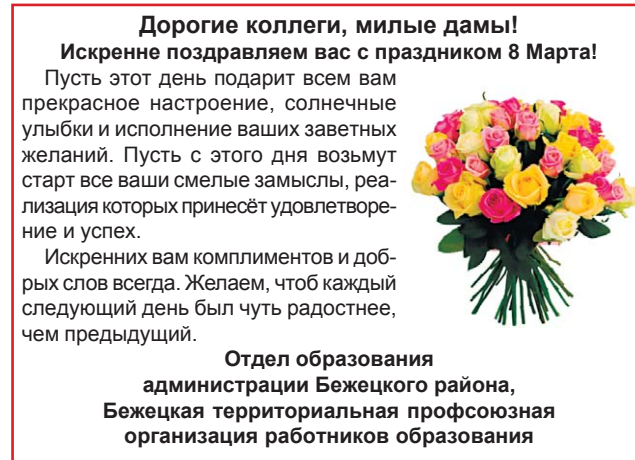 Дорогие коллеги, милые дамы!
Искренне поздравляем вас с праздником 8 Марта!
Пусть этот день подарит всем вам
прекрасное настроение, солнечные
улыбки и исполнение ваших заветных
желаний. Пусть с этого дня возьмут
старт все ваши смелые замыслы, реа-
лизация которых принесёт удовлетворе-
ние и успех.
Искренних вам комплиментов и доб-
рых слов всегда. Желаем, чтоб каждый
следующий день был чуть радостнее,
чем предыдущий.
Отдел образования
администрации Бежецкого района,
Бежецкая территориальная профсоюзная
организация работников образования